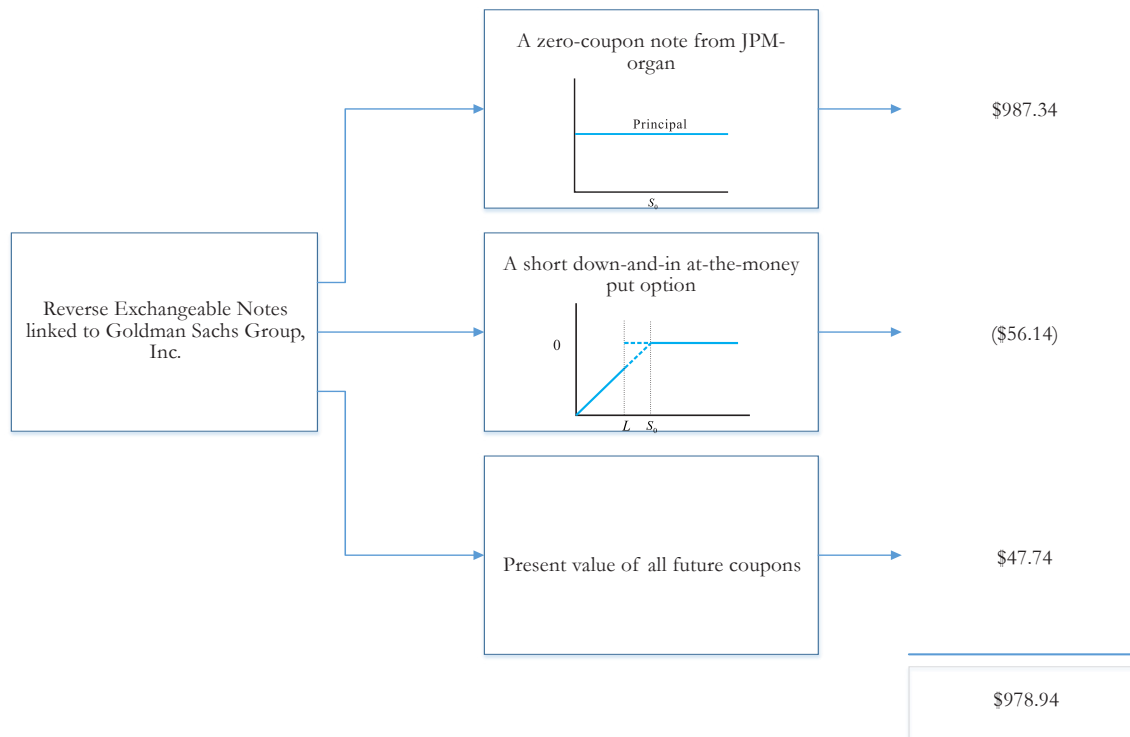 A zero-coupon note from JPM-
organ
Principal
S₀
$987.34
Reverse Exchangeable Notes
linked to Goldman Sachs Group,
Inc.
A short down-and-in at-the-money
put option
0
L S₀
($56.14)
Present value of all future coupons
$47.74
$978.94